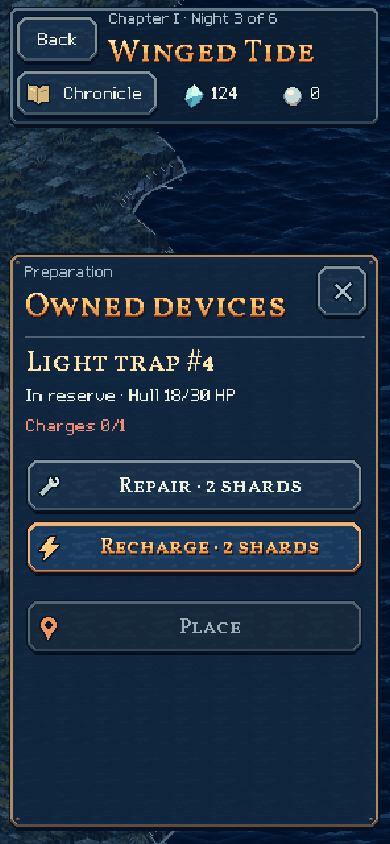 Chapter I · Night 3 of 6
Back
Winged Tide
Chronicle
124
0
Preparation
Owned devices
Light trap #4
In reserve · Hull 18/30 HP
Charges 0/1
Repair · 2 shards
Recharge · 2 shards
Place